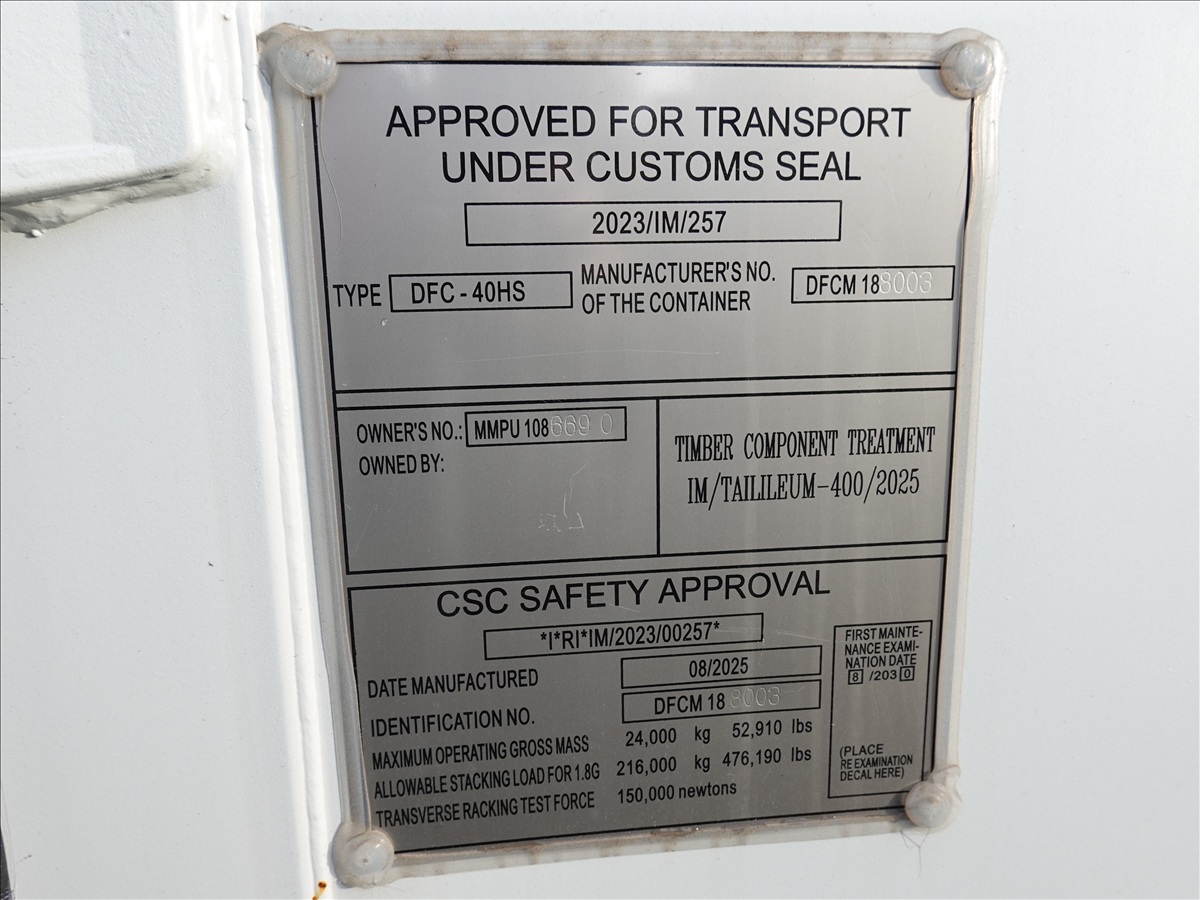 APPROVED FOR TRANSPORT
UNDER CUSTOMS SEAL
2023/IM/257
TYPE DFC - 40HS
MANUFACTURER'S NO.
OF THE CONTAINER
DFCM 188003
OWNER'S NO.: MMPU 108669 0
OWNED BY:
TIMBER COMPONENT TREATMENT
IM/TAILILEUM-400/2025
CSC SAFETY APPROVAL
*I*RI*IM/2023/00257*
DATE MANUFACTURED 08/2025
IDENTIFICATION NO. DFCM 188003
MAXIMUM OPERATING GROSS MASS 24,000 kg 52,910 lbs
ALLOWABLE STACKING LOAD FOR 1.8G 216,000 kg 476,190 lbs
TRANSVERSE RACKING TEST FORCE 150,000 newtons
FIRST MAINTE-
NANCE EXAMI-
NATION DATE
8 /2030
(PLACE
RE EXAMINATION
DECAL HERE)